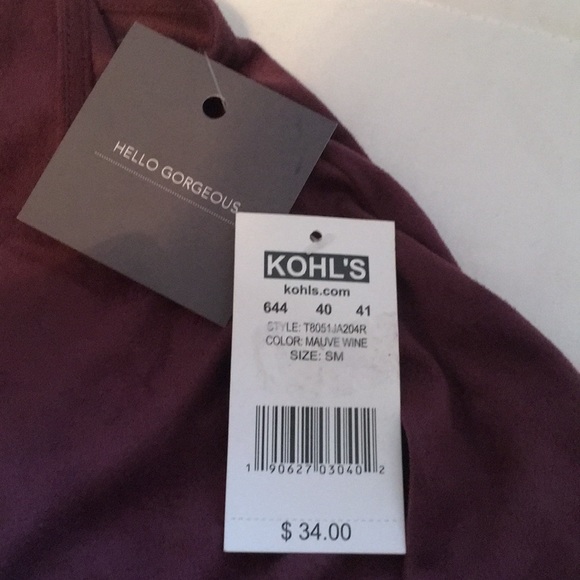 HELLO GORGEOUS
KOHL'S
kohls.com
644 40 41
STYLE: T8051JA204R
COLOR: MAUVE WINE
SIZE: SM
1 90627 03040 2
$ 34.00